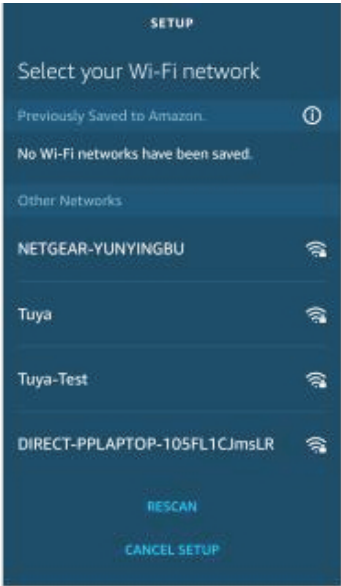 SETUP
Select your Wi-Fi network
Previously Saved to Amazon.
No Wi-Fi networks have been saved.
Other Networks
NETGEAR-YUNYINGBU
Tuya
Tuya-Test
DIRECT-PPLAPTOP-105FL1CJmsLR
RESCAN
CANCEL SETUP